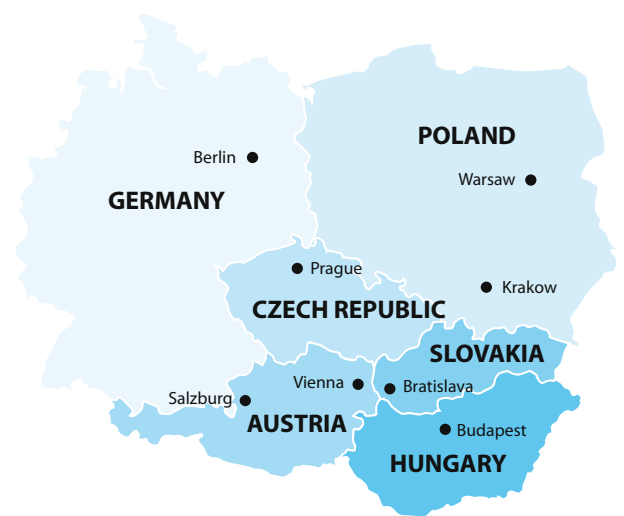 POLAND
Berlin
Warsaw
GERMANY
Prague
Krakow
CZECH REPUBLIC
SLOVAKIA
Vienna
Bratislava
Salzburg
AUSTRIA
Budapest
HUNGARY